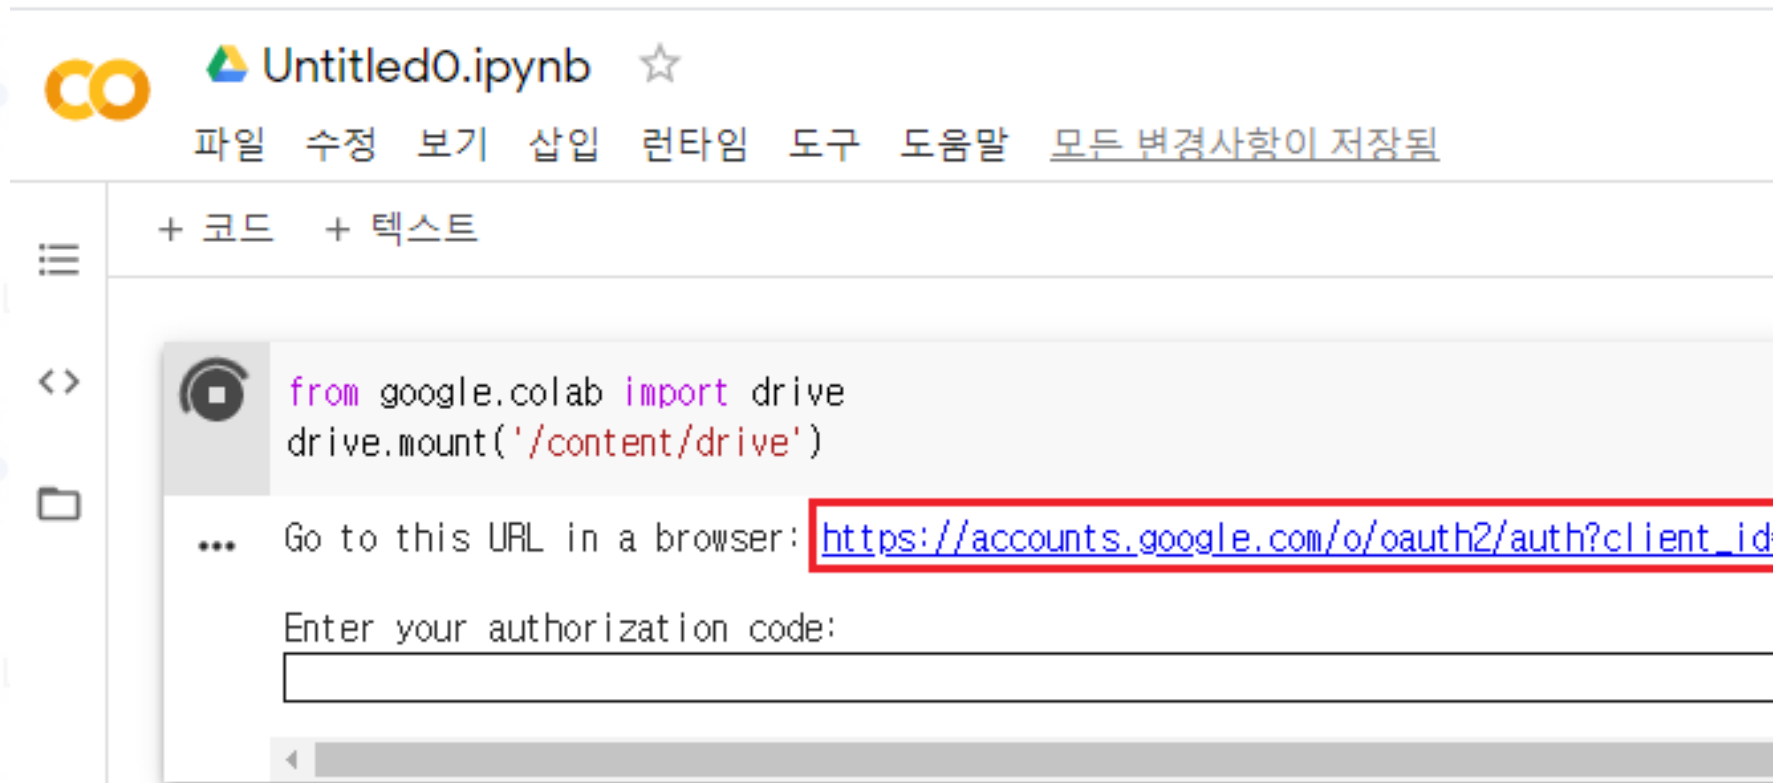 Untitled0.ipynb
파일 수정 보기 삽입 런타임 도구 도움말 모든 변경사항이 저장됨
+ 코드 + 텍스트
from google.colab import drive
drive.mount('/content/drive')
Go to this URL in a browser: https://accounts.google.com/o/oauth2/auth?client_id=
Enter your authorization code: